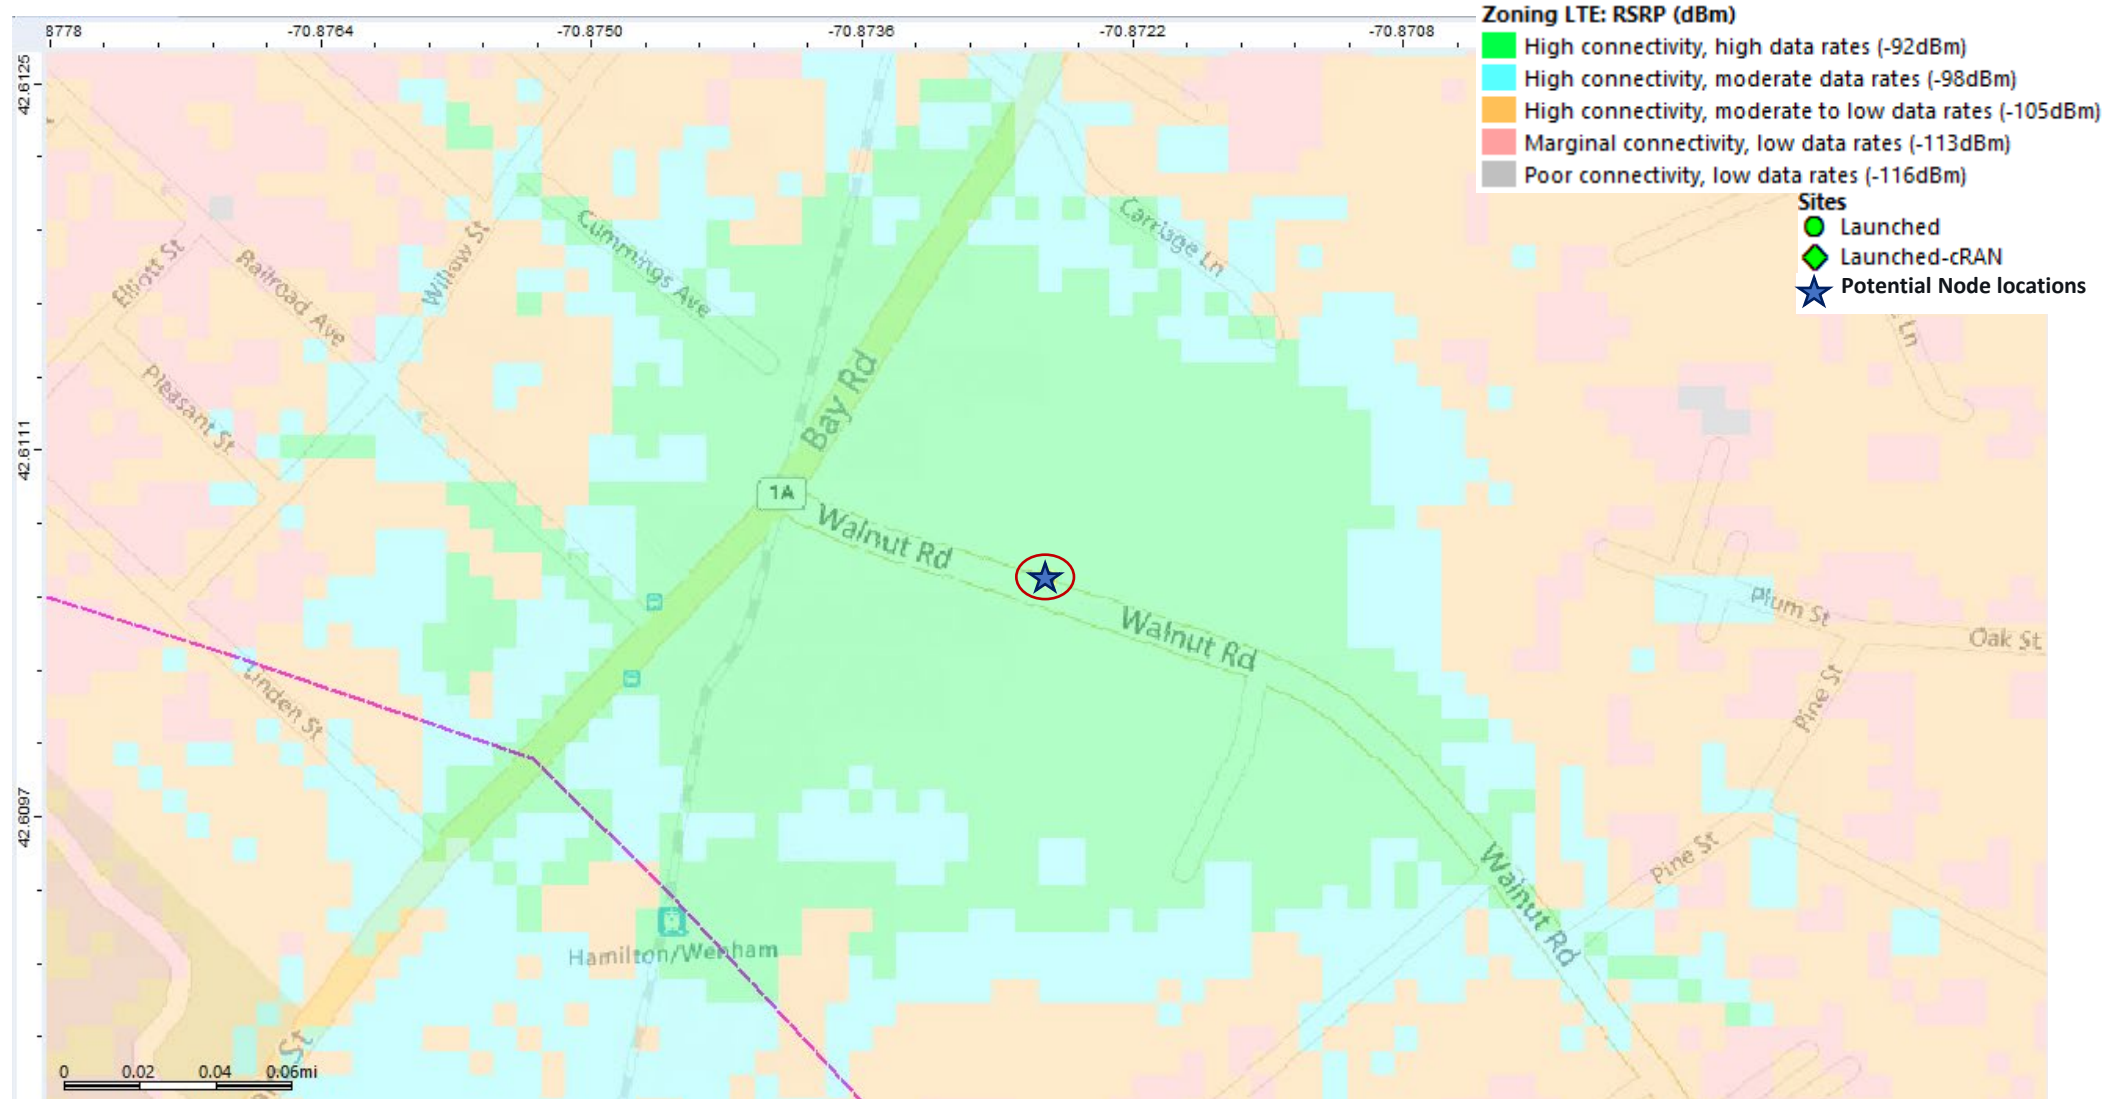 Zoning LTE: RSRP (dBm)
High connectivity, high data rates (-92dBm)
High connectivity, moderate data rates (-98dBm)
High connectivity, moderate to low data rates (-105dBm)
Marginal connectivity, low data rates (-113dBm)
Poor connectivity, low data rates (-116dBm)
Sites
Launched
Launched-cRAN
Potential Node locations
8778
-70.8764
-70.8750
-70.8736
-70.8722
-70.8708
42.6125
42.6111
42.6097
Cummings Ave
Carriage Ln
Willow St
Elliott St
Railroad Ave
Pleasant St
Bay Rd
Ln
1A
Walnut Rd
Walnut Rd
Plum St
Oak St
Pine St
Linden St
Pine St
Walnut Rd
Hamilton/Wenham
St
0 0.02 0.04 0.06mi